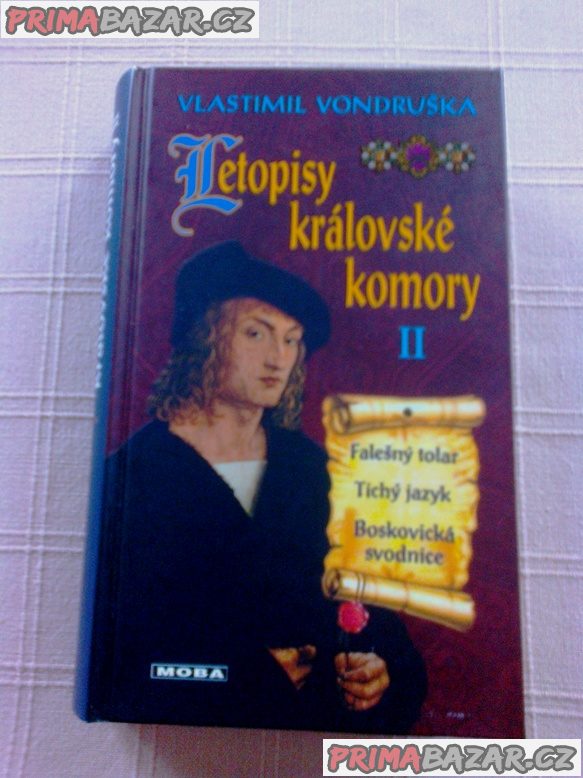 PRIMABAZAR.CZ
VLASTIMIL VONDRUŠKA
Letopisy
královské
komory
II
Falešný tolar
Tichý jazyk
Boskovická
svodnice
MOBA
PRIMABAZAR.CZ